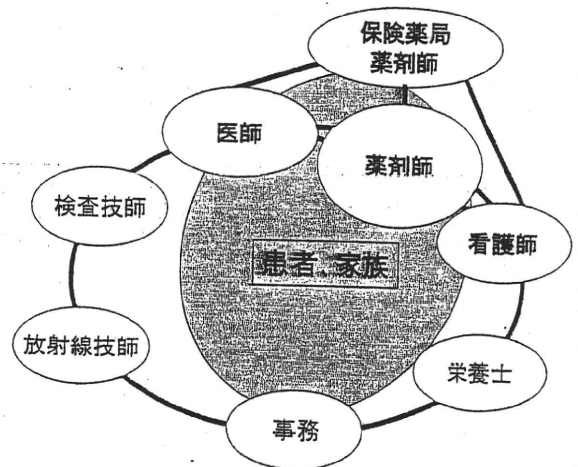 保険薬局
薬剤師
医師
薬剤師
検査技師
看護師
患者、家族
放射線技師
栄養士
事務